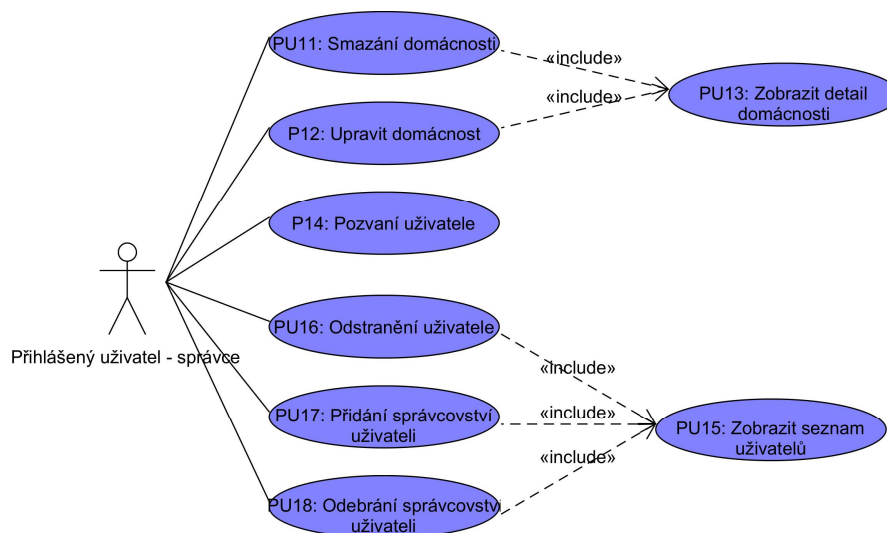 PU11: Smazání domácnosti
«include»
PU13: Zobrazit detail
domácnosti
«include»
P12: Upravit domácnost
P14: Pozvaní uživatele
Přihlášený uživatel - správce
PU16: Odstranění uživatele
«include»
PU17: Přidání správcovství
uživateli
«include»
PU15: Zobrazit seznam
uživatelů
«include»
PU18: Odebrání správcovství
uživateli